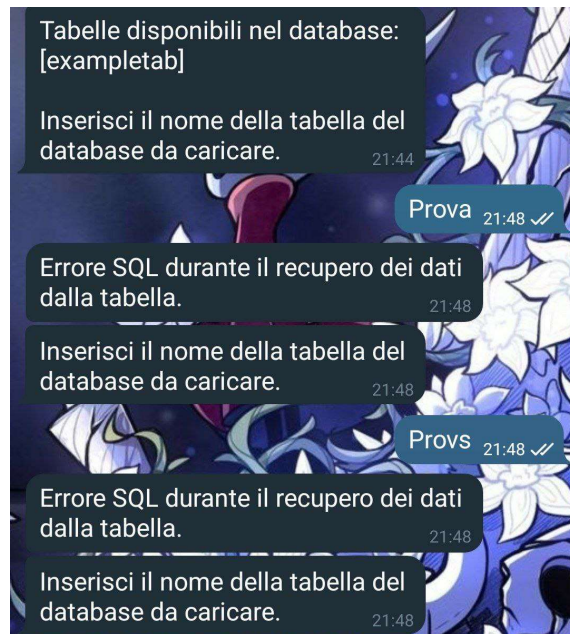 Tabelle disponibili nel database:
[exampletab]
Inserisci il nome della tabella del
database da caricare.
21:44
Prova
21:48
Errore SQL durante il recupero dei dati
dalla tabella.
21:48
Inserisci il nome della tabella del
database da caricare.
21:48
Provs
21:48
Errore SQL durante il recupero dei dati
dalla tabella.
21:48
Inserisci il nome della tabella del
database da caricare.
21:48